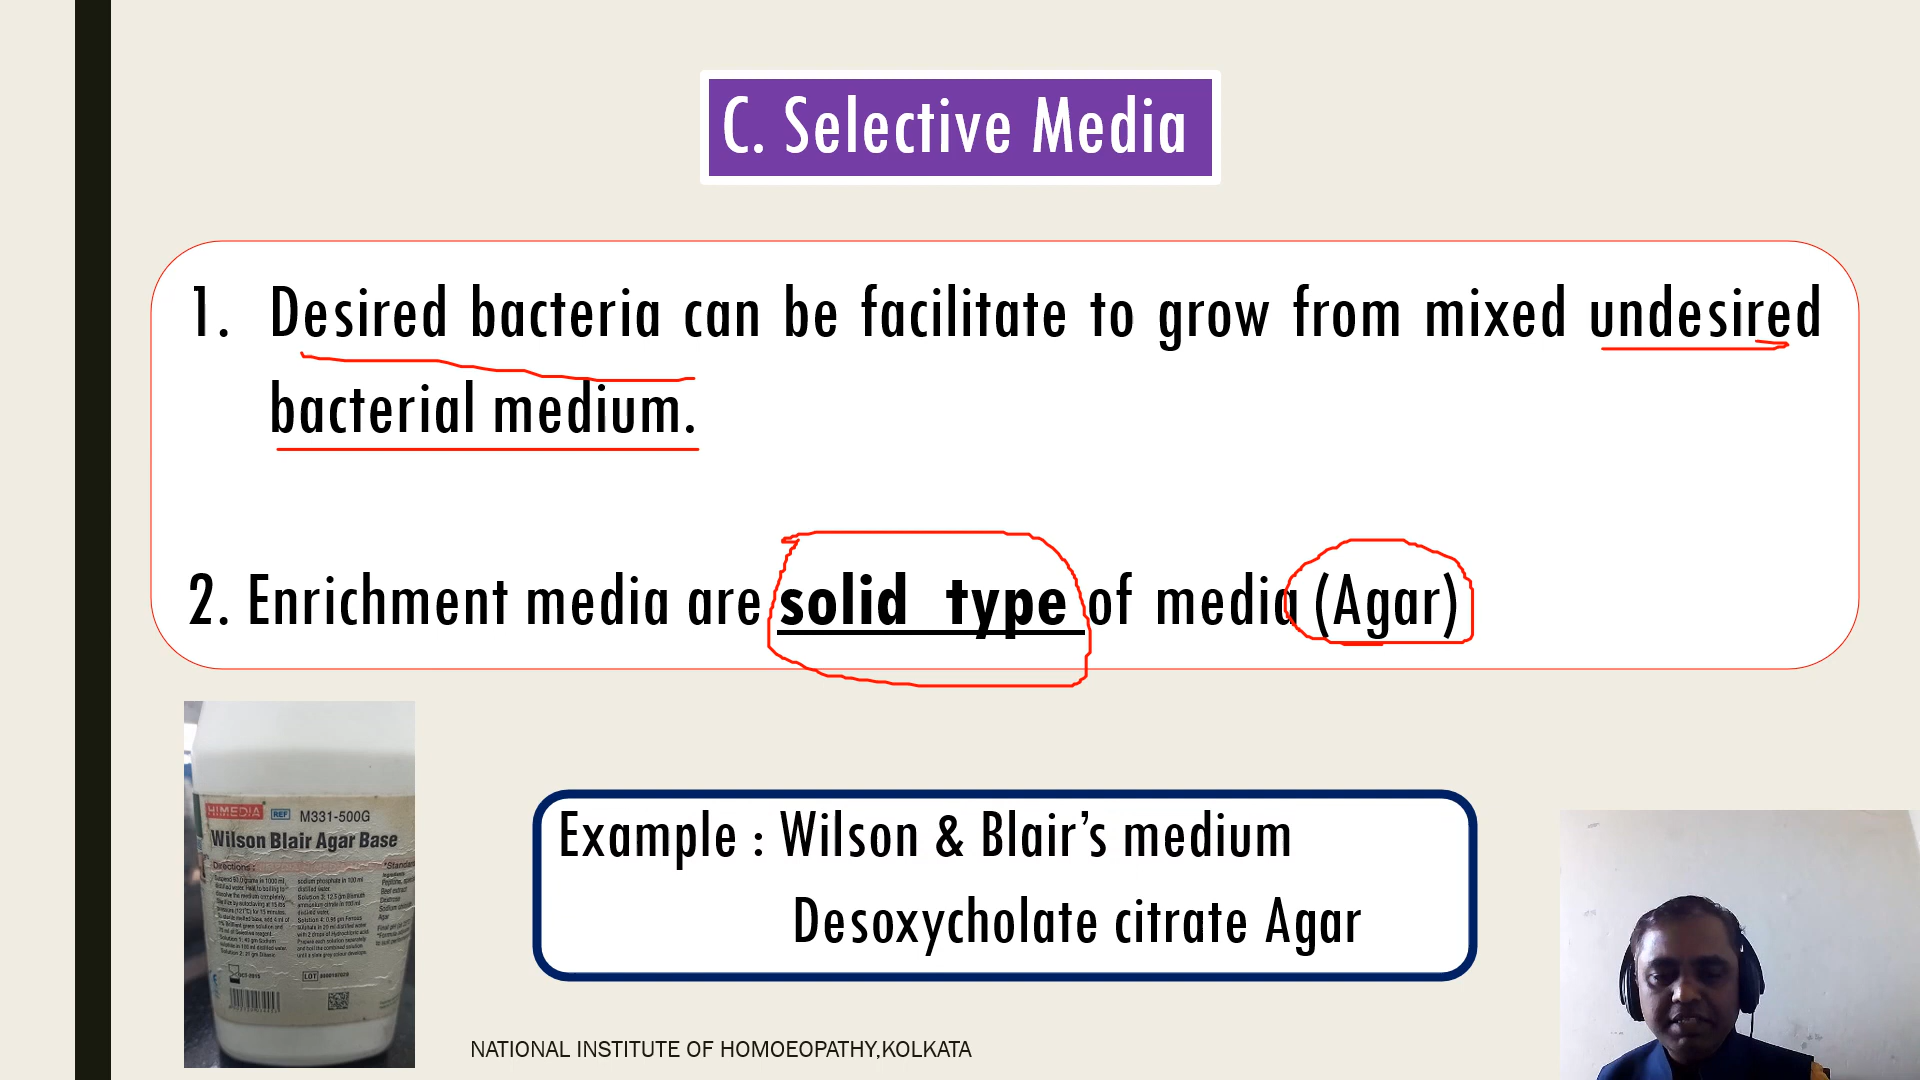 C. Selective Media
1. Desired bacteria can be facilitate to grow from mixed undesired
bacterial medium.
2. Enrichment media are solid type of media (Agar)
HIMEDIA REF M331-500G
Wilson Blair Agar Base
Directions :
Example : Wilson & Blair’s medium
Desoxycholate citrate Agar
NATIONAL INSTITUTE OF HOMOEOPATHY,KOLKATA